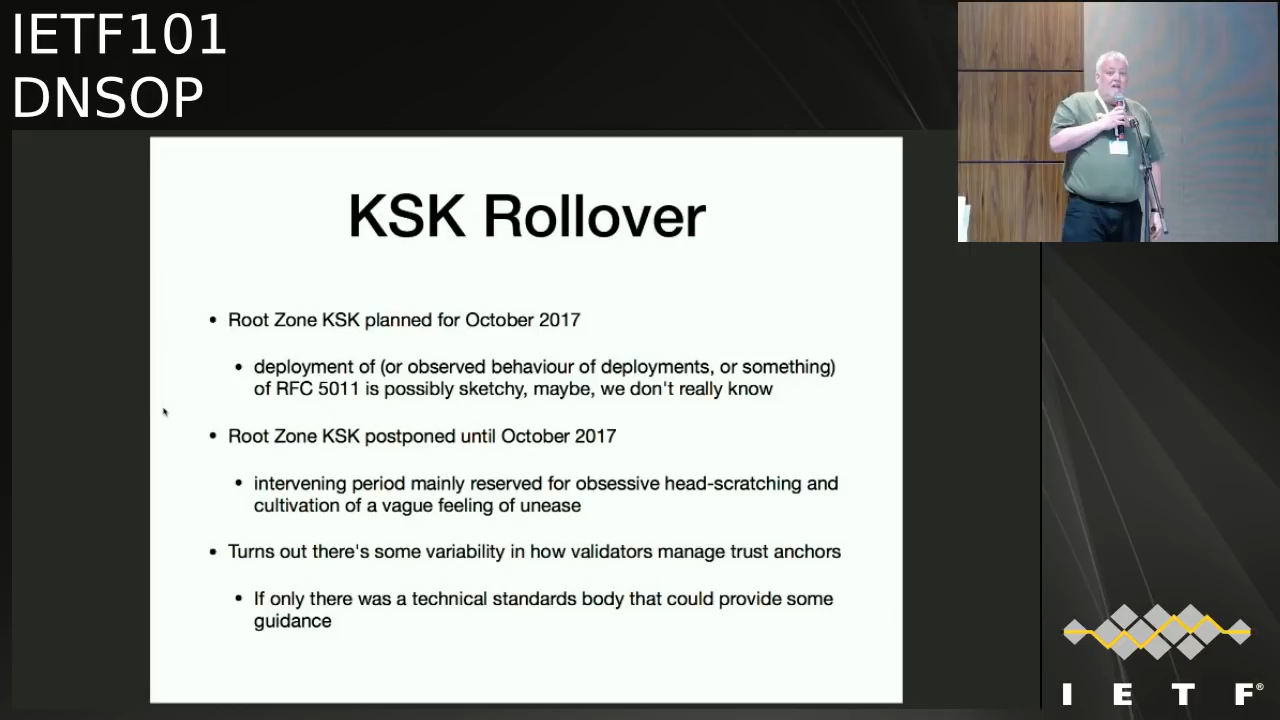 IETF101
DNSOP
KSK Rollover
• Root Zone KSK planned for October 2017
• deployment of (or observed behaviour of deployments, or something)
of RFC 5011 is possibly sketchy, maybe, we don't really know
• Root Zone KSK postponed until October 2017
• intervening period mainly reserved for obsessive head-scratching and
cultivation of a vague feeling of unease
• Turns out there's some variability in how validators manage trust anchors
• If only there was a technical standards body that could provide some
guidance
I E T F®